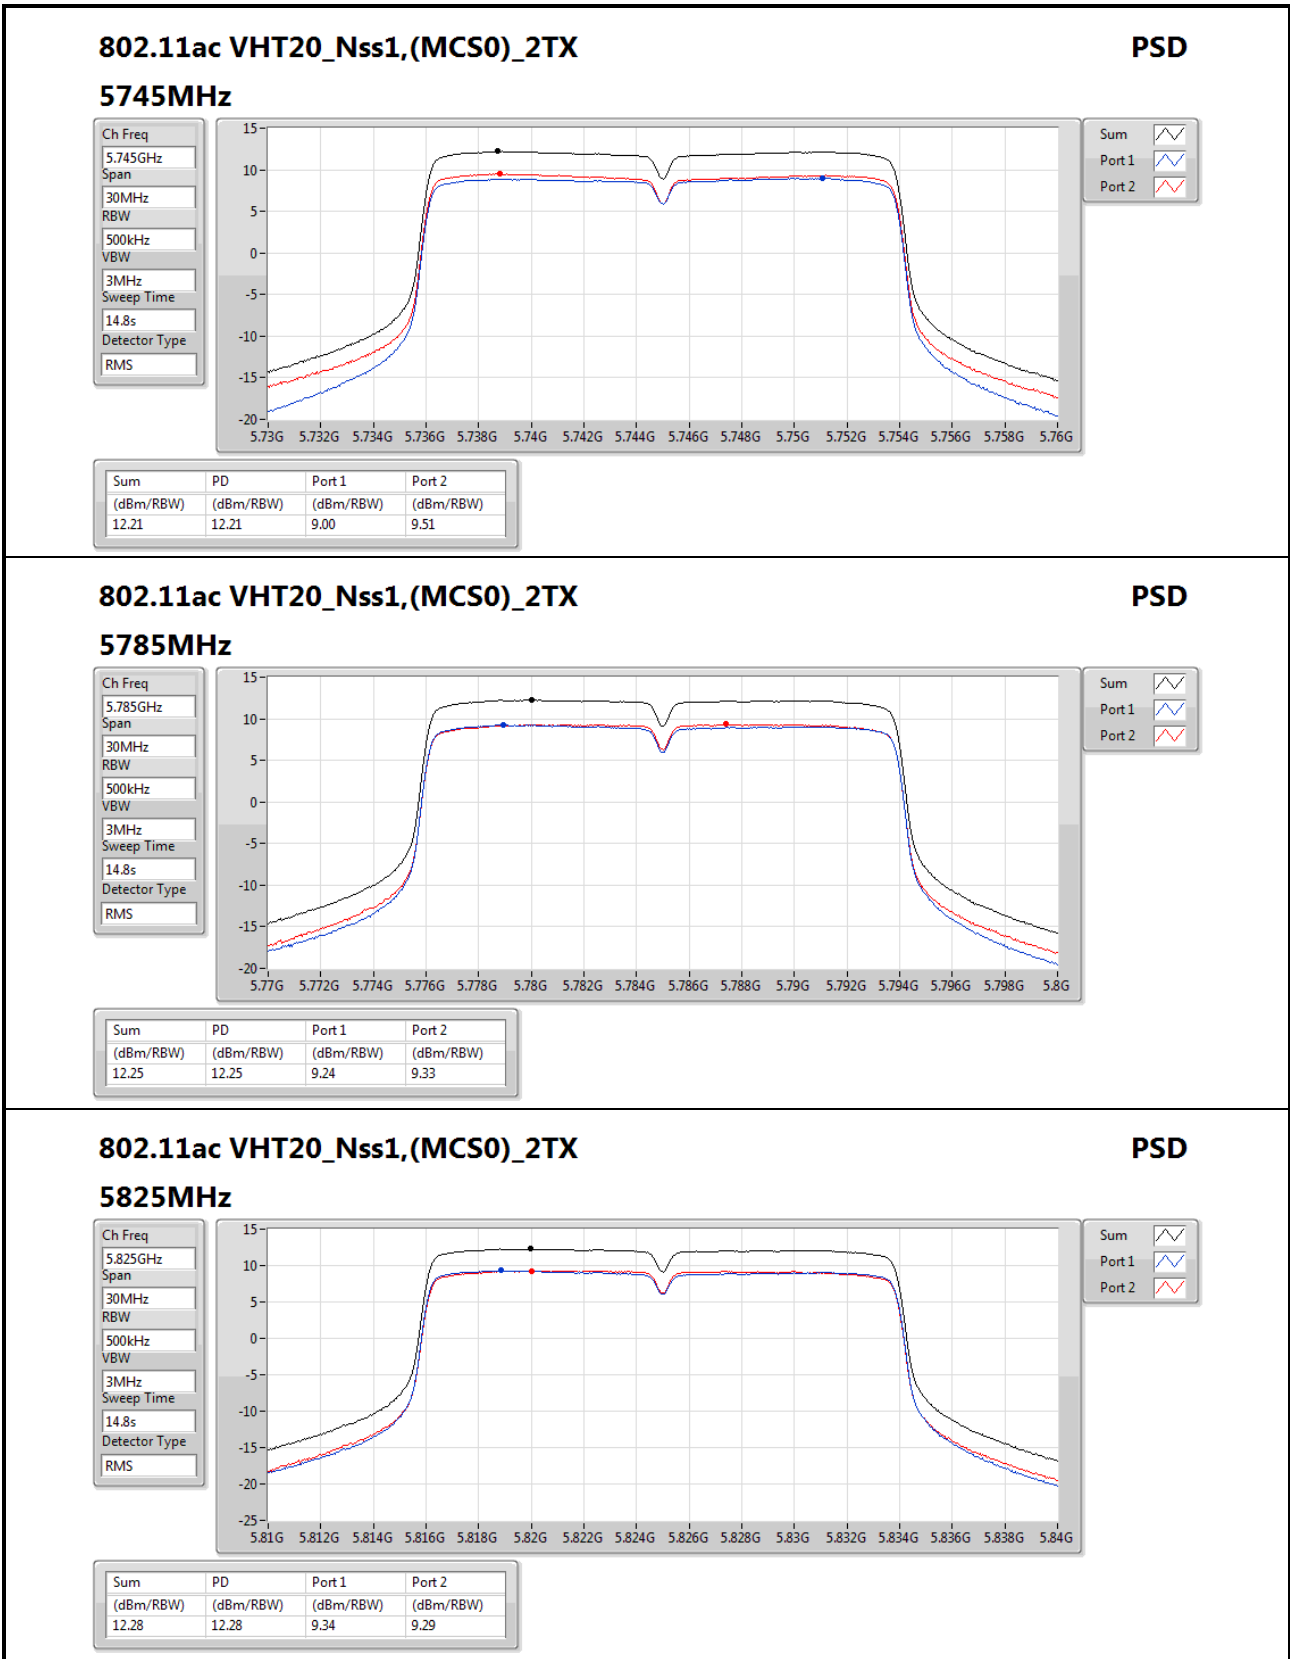 802.11ac VHT20_Nss1,(MCS0)_2TX PSD
5745MHz
Ch Freq
5.745GHz
Span
30MHz
RBW
500kHz
VBW
3MHz
Sweep Time
14.8s
Detector Type
RMS
15
10
5
0
-5
-10
-15
-20
5.73G 5.732G 5.734G 5.736G 5.738G 5.74G 5.742G 5.744G 5.746G 5.748G 5.75G 5.752G 5.754G 5.756G 5.758G 5.76G
Sum
Port 1
Port 2
Sum PD Port 1 Port 2
(dBm/RBW) (dBm/RBW) (dBm/RBW) (dBm/RBW)
12.21 12.21 9.00 9.51
802.11ac VHT20_Nss1,(MCS0)_2TX PSD
5785MHz
Ch Freq
5.785GHz
Span
30MHz
RBW
500kHz
VBW
3MHz
Sweep Time
14.8s
Detector Type
RMS
15
10
5
0
-5
-10
-15
-20
5.77G 5.772G 5.774G 5.776G 5.778G 5.78G 5.782G 5.784G 5.786G 5.788G 5.79G 5.792G 5.794G 5.796G 5.798G 5.8G
Sum
Port 1
Port 2
Sum PD Port 1 Port 2
(dBm/RBW) (dBm/RBW) (dBm/RBW) (dBm/RBW)
12.25 12.25 9.24 9.33
802.11ac VHT20_Nss1,(MCS0)_2TX PSD
5825MHz
Ch Freq
5.825GHz
Span
30MHz
RBW
500kHz
VBW
3MHz
Sweep Time
14.8s
Detector Type
RMS
15
10
5
0
-5
-10
-15
-20
-25
5.81G 5.812G 5.814G 5.816G 5.818G 5.82G 5.822G 5.824G 5.826G 5.828G 5.83G 5.832G 5.834G 5.836G 5.838G 5.84G
Sum
Port 1
Port 2
Sum PD Port 1 Port 2
(dBm/RBW) (dBm/RBW) (dBm/RBW) (dBm/RBW)
12.28 12.28 9.34 9.29